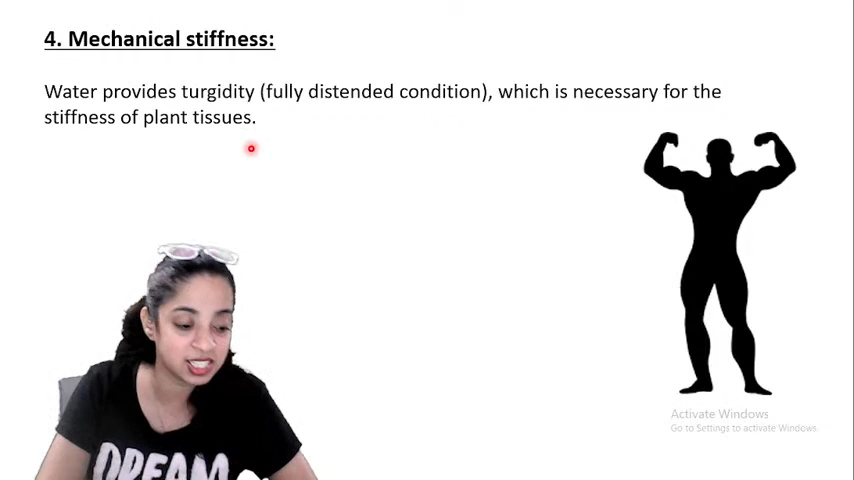 4. Mechanical stiffness:
Water provides turgidity (fully distended condition), which is necessary for the
stiffness of plant tissues.
Activate Windows
Go to Settings to activate Windows.
DREAM